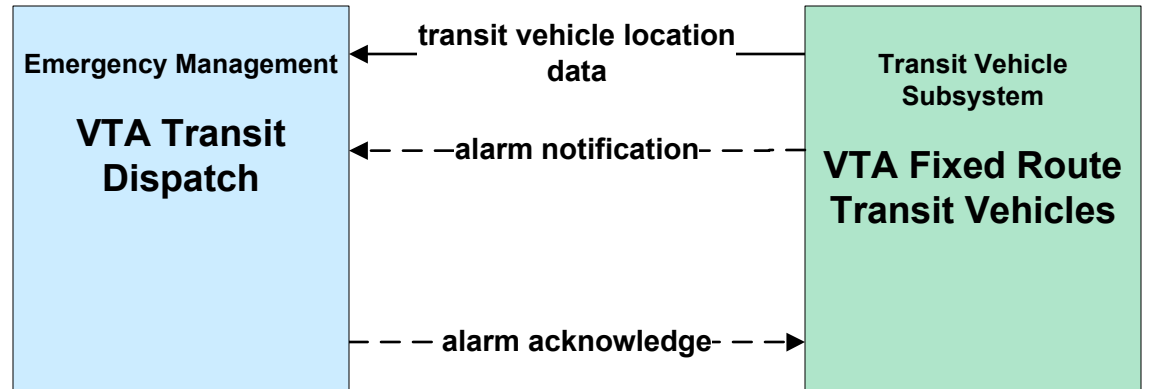 Emergency Management
VTA Transit
Dispatch
transit vehicle location
data
alarm notification
alarm acknowledge
Transit Vehicle
Subsystem
VTA Fixed Route
Transit Vehicles